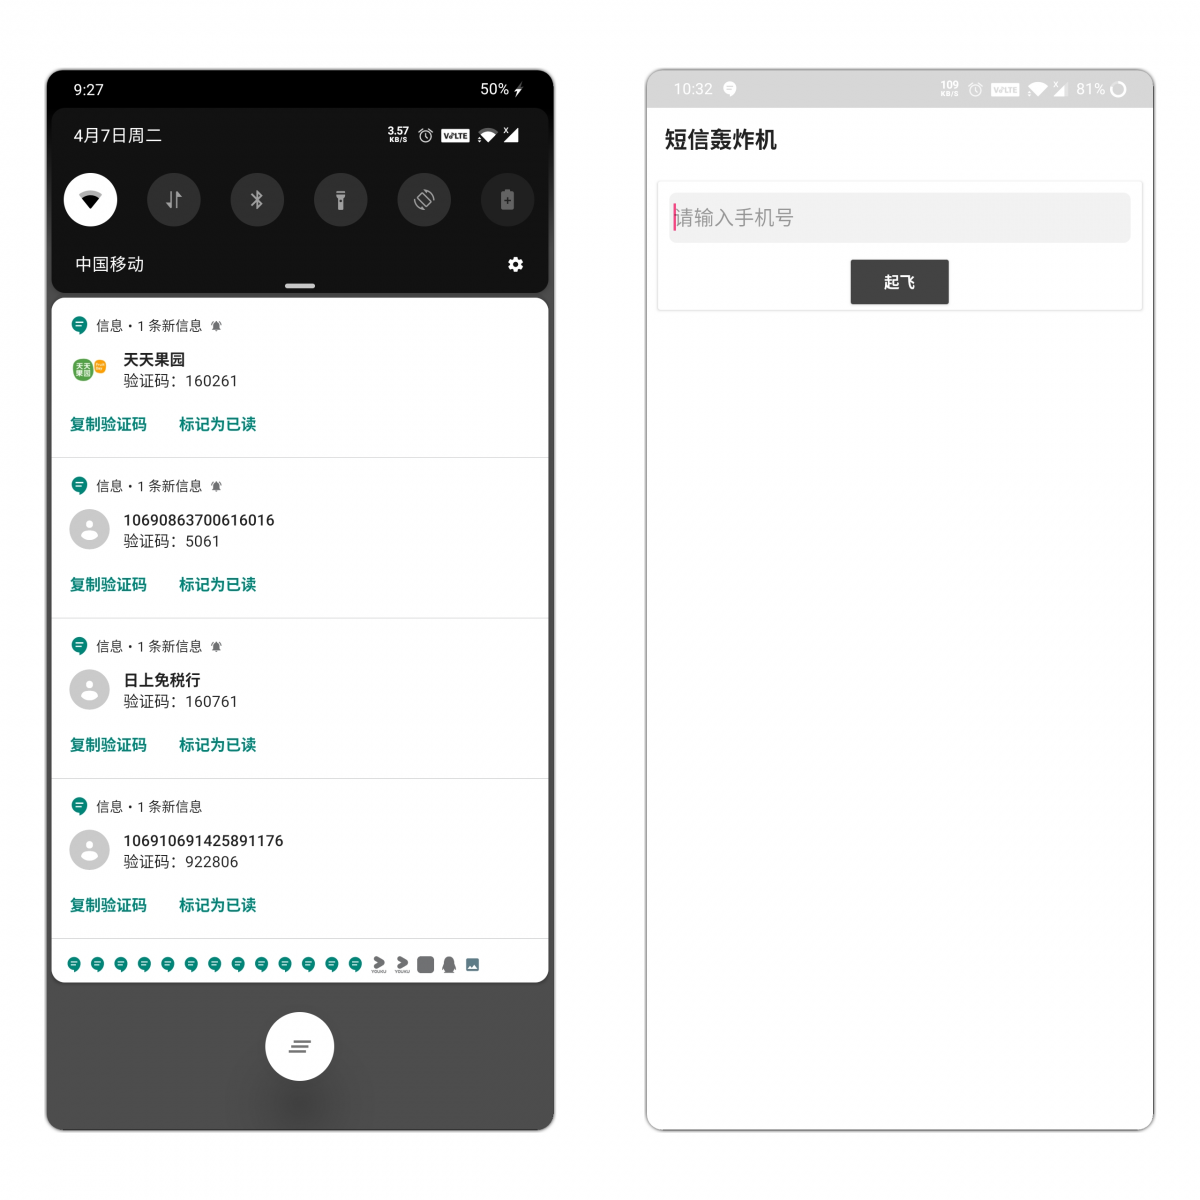 9:27
50%
4月7日周二
3.57
KB/S
VoLTE
X
中国移动
信息 • 1 条新信息
天天果园
天天
果园
验证码：160261
复制验证码 标记为已读
信息 • 1 条新信息
10690863700616016
验证码：5061
复制验证码 标记为已读
信息 • 1 条新信息
日上免税行
验证码：160761
复制验证码 标记为已读
信息 • 1 条新信息
106910691425891176
验证码：922806
复制验证码 标记为已读
YOUKU YOUKU
10:32
109
KB/S
VoLTE
X
81%
短信轰炸机
请输入手机号
起飞